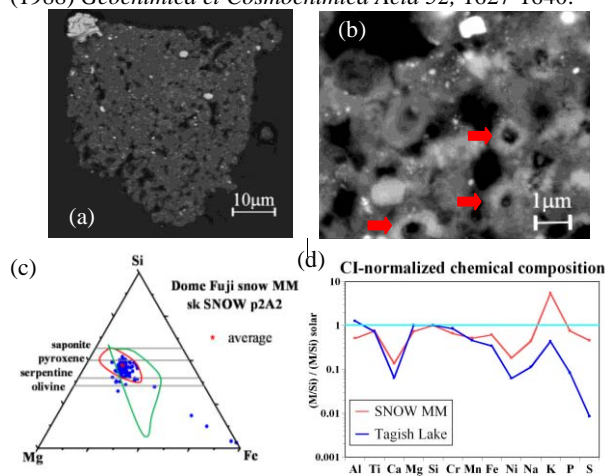 (1988) Geochimica et Cosmochimica Acta 52, 1627-1640.
(a)
10μm
(b)
1μm
(c)
Si
Dome Fuji snow MM
sk SNOW p2A2
* average
saponite
pyroxene
serpentine
olivine
Mg
Fe
(d)
CI-normalized chemical composition
(M/Si) / (M/Si) solar
10
1
0.1
0.01
0.001
SNOW MM
Tagish Lake
Al Ti Ca Mg Si Cr Mn Fe Ni Na K P S